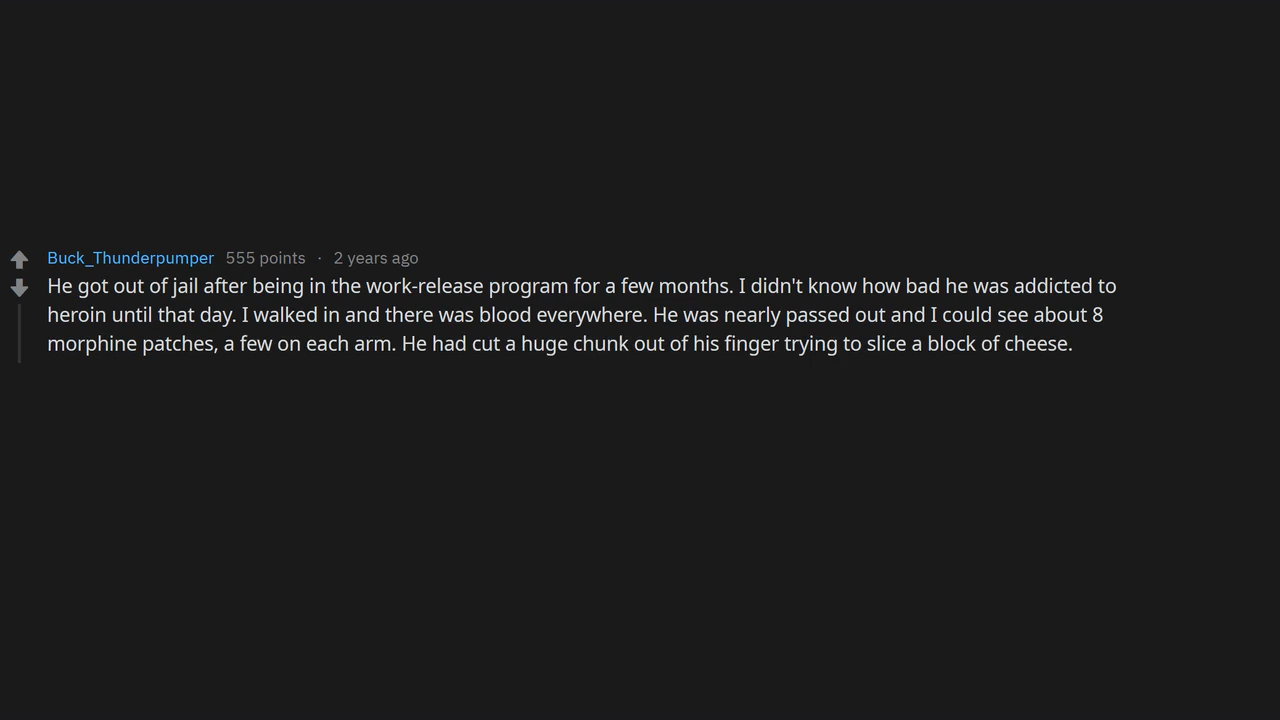 Buck_Thunderpumper 555 points · 2 years ago
He got out of jail after being in the work-release program for a few months. I didn't know how bad he was addicted to
heroin until that day. I walked in and there was blood everywhere. He was nearly passed out and I could see about 8
morphine patches, a few on each arm. He had cut a huge chunk out of his finger trying to slice a block of cheese.